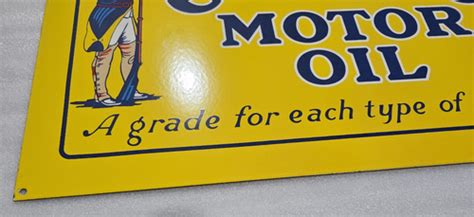 MOTOR
OIL
A grade for each type of